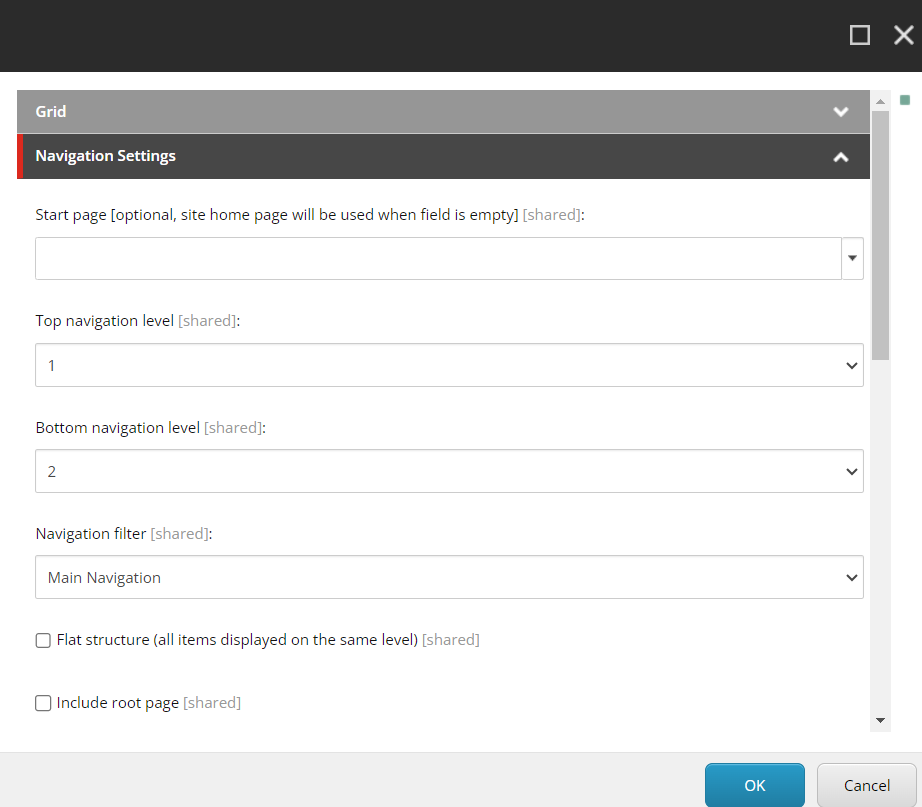 Grid
Navigation Settings
Start page [optional, site home page will be used when field is empty] [shared]:
Top navigation level [shared]:
1
Bottom navigation level [shared]:
2
Navigation filter [shared]:
Main Navigation
Flat structure (all items displayed on the same level) [shared]
Include root page [shared]
OK
Cancel